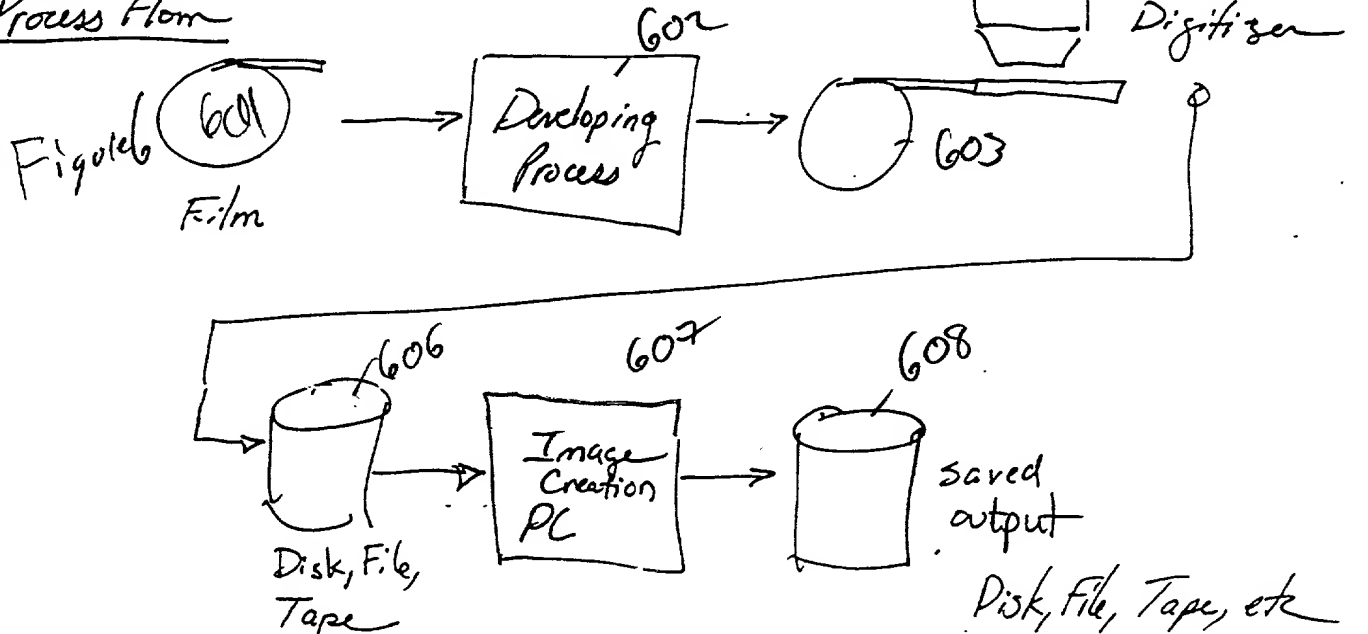 Process Flow
602
Digitizer
Figure 6
601
Developing
Process
603
Film
606
607
608
Image
Creation
PC
saved
output
Disk, File,
Tape
Disk, File, Tape, etc